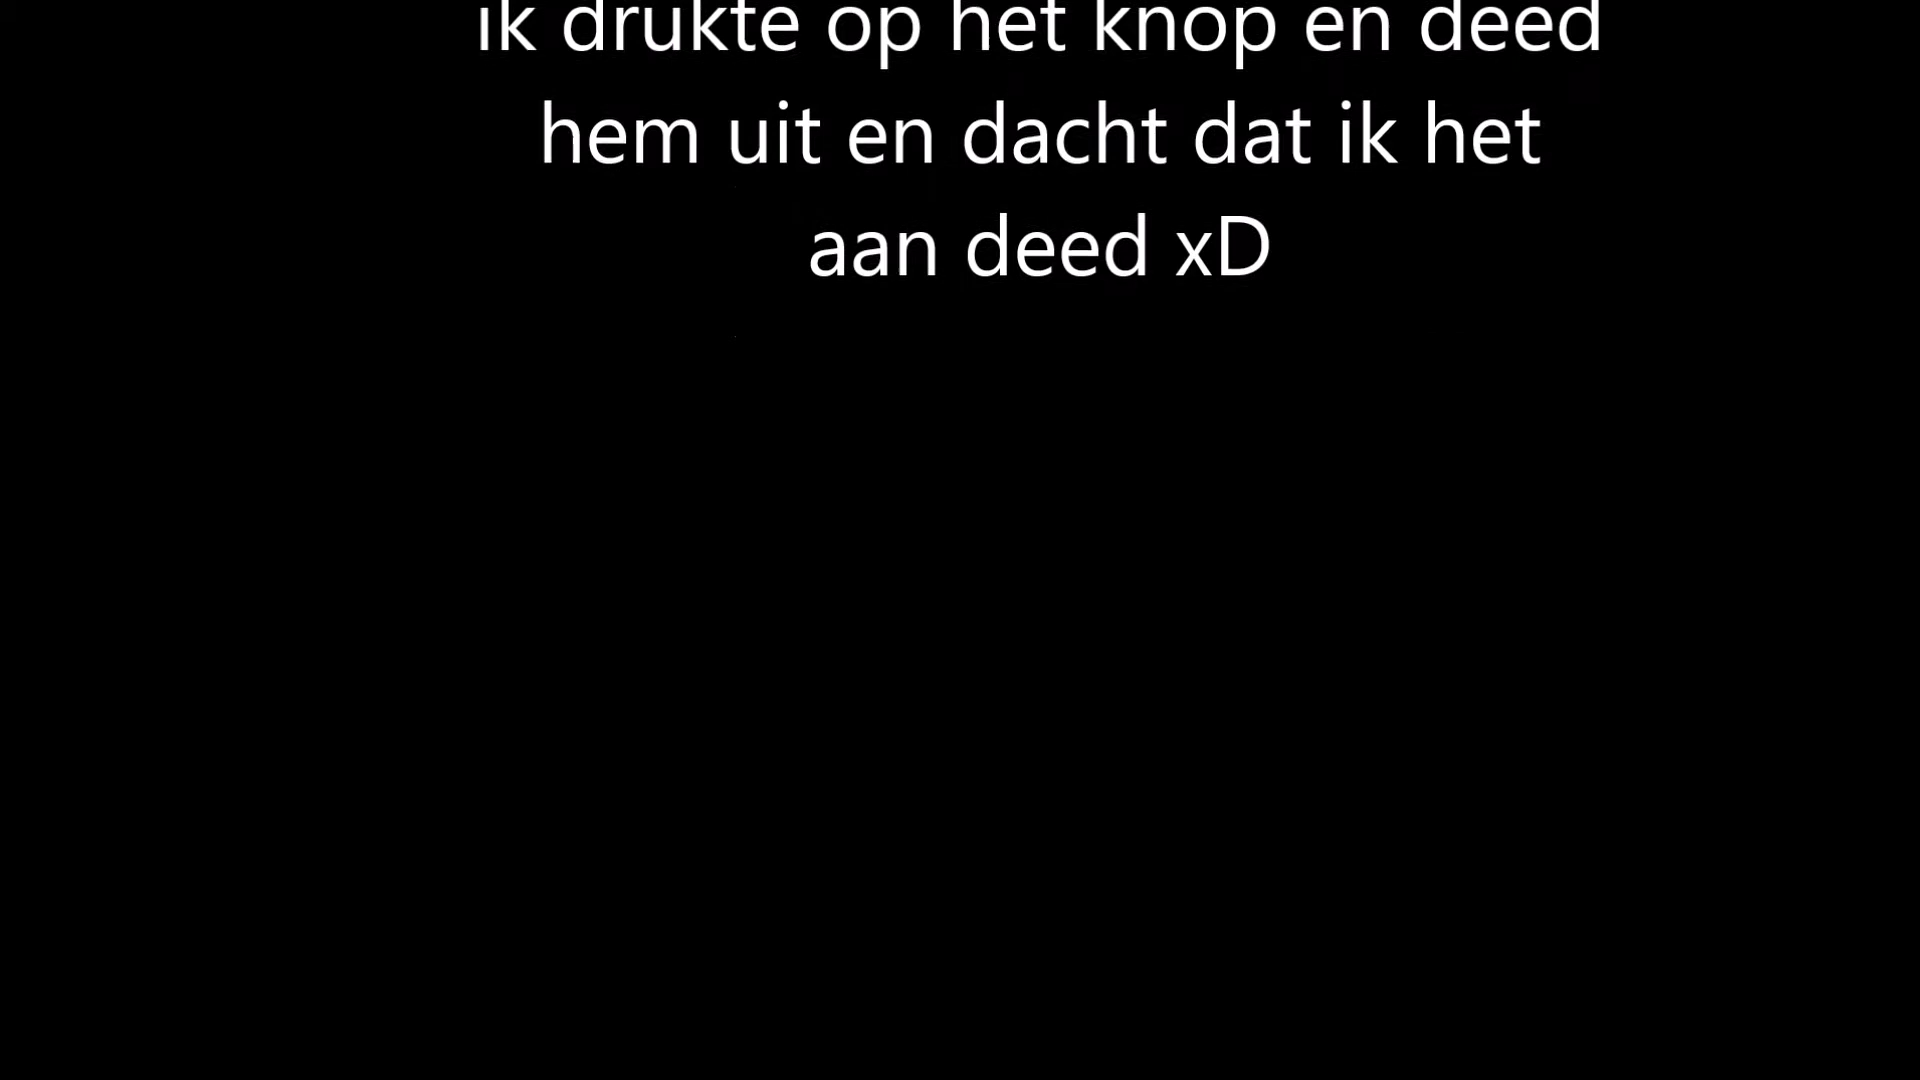 ik drukte op het knop en deed
hem uit en dacht dat ik het
aan deed xD